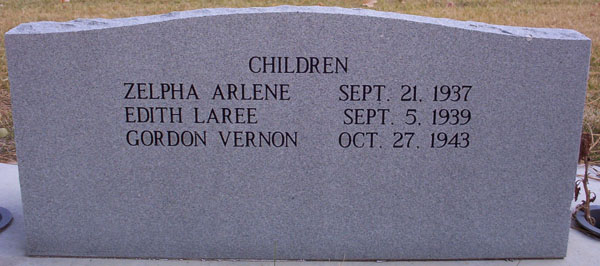 CHILDREN
ZELPHA ARLENE SEPT. 21, 1937
EDITH LAREE SEPT. 5, 1939
GORDON VERNON OCT. 27, 1943